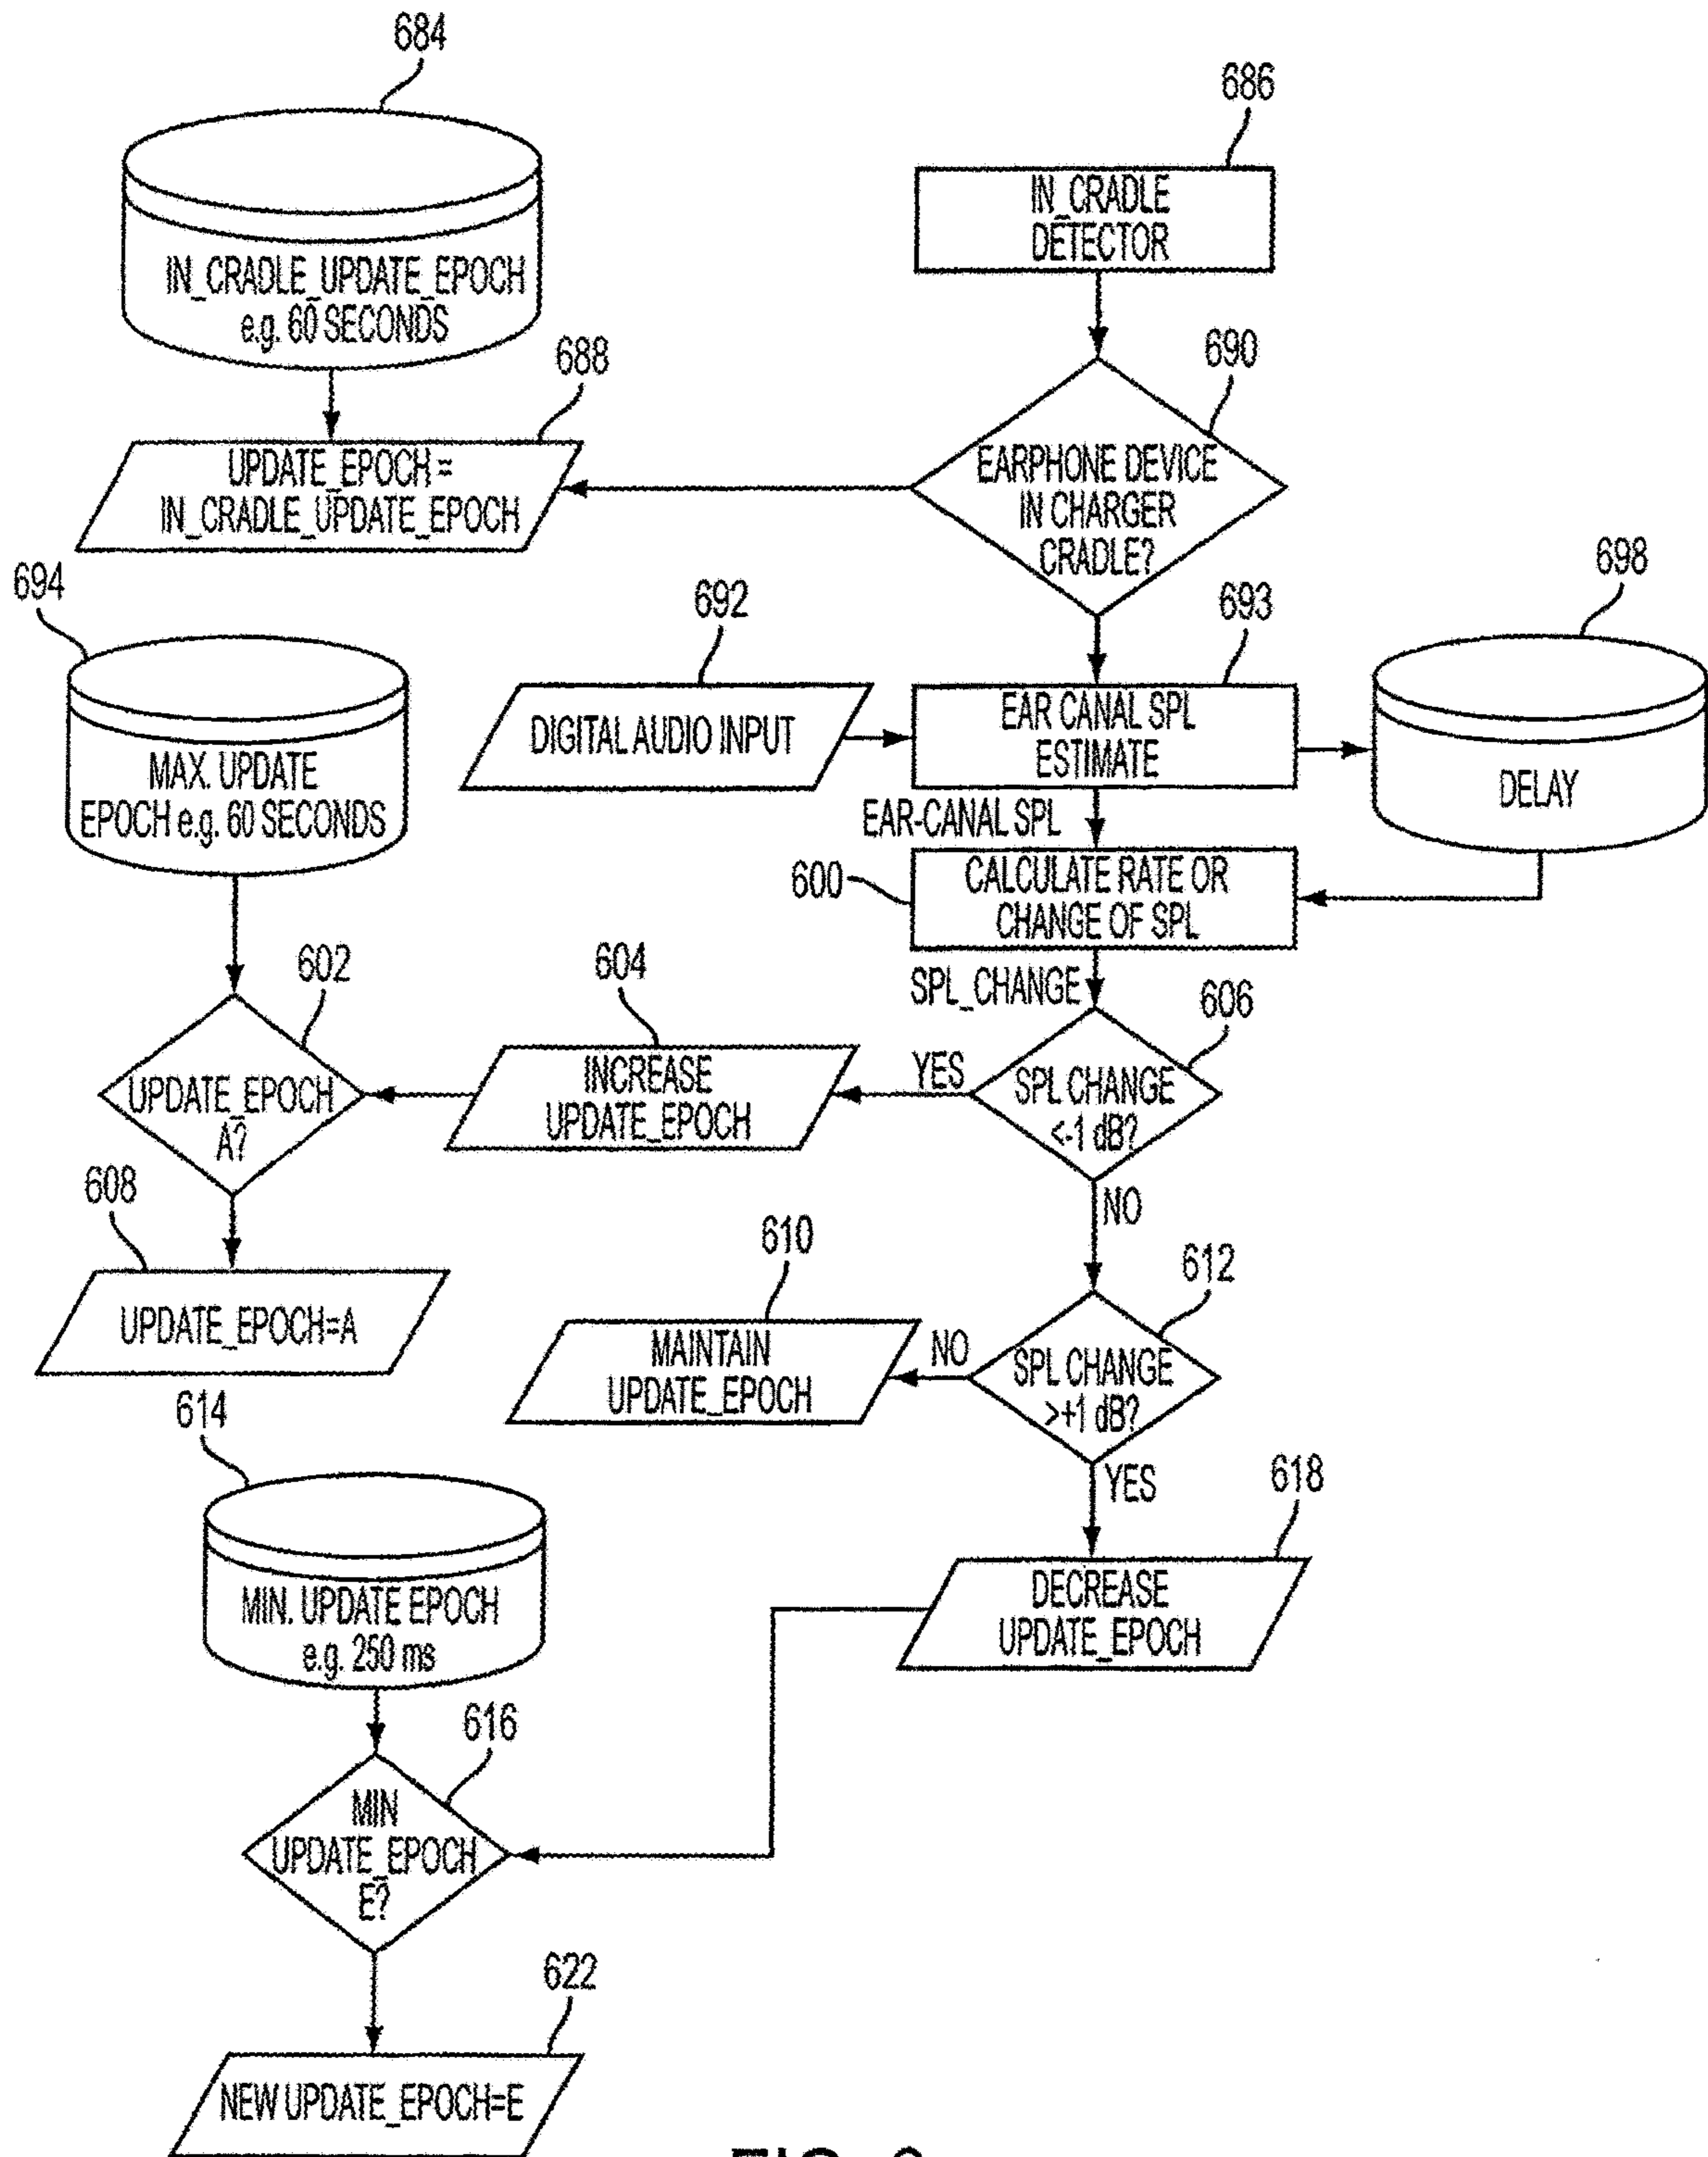 684
686
IN_CRADLE
DETECTOR
IN_CRADLE_UPDATE_EPOCH
e.g. 60 SECONDS
688
690
UPDATE_EPOCH =
IN_CRADLE_UPDATE_EPOCH
EARPHONE DEVICE
IN CHARGER
CRADLE?
694
692
693
698
MAX. UPDATE
EPOCH e.g. 60 SECONDS
DIGITAL AUDIO INPUT
EAR CANAL SPL
ESTIMATE
DELAY
EAR-CANAL SPL
600
CALCULATE RATE OR
CHANGE OF SPL
602
604
SPL_CHANGE
606
UPDATE_EPOCH
A?
INCREASE
UPDATE_EPOCH
YES
SPL CHANGE
<-1 dB?
NO
608
610
612
UPDATE_EPOCH=A
MAINTAIN
UPDATE_EPOCH
NO
SPL CHANGE
>+1 dB?
614
YES
618
MIN. UPDATE EPOCH
e.g. 250 ms
DECREASE
UPDATE_EPOCH
616
MIN
UPDATE_EPOCH
E?
622
NEW UPDATE_EPOCH=E